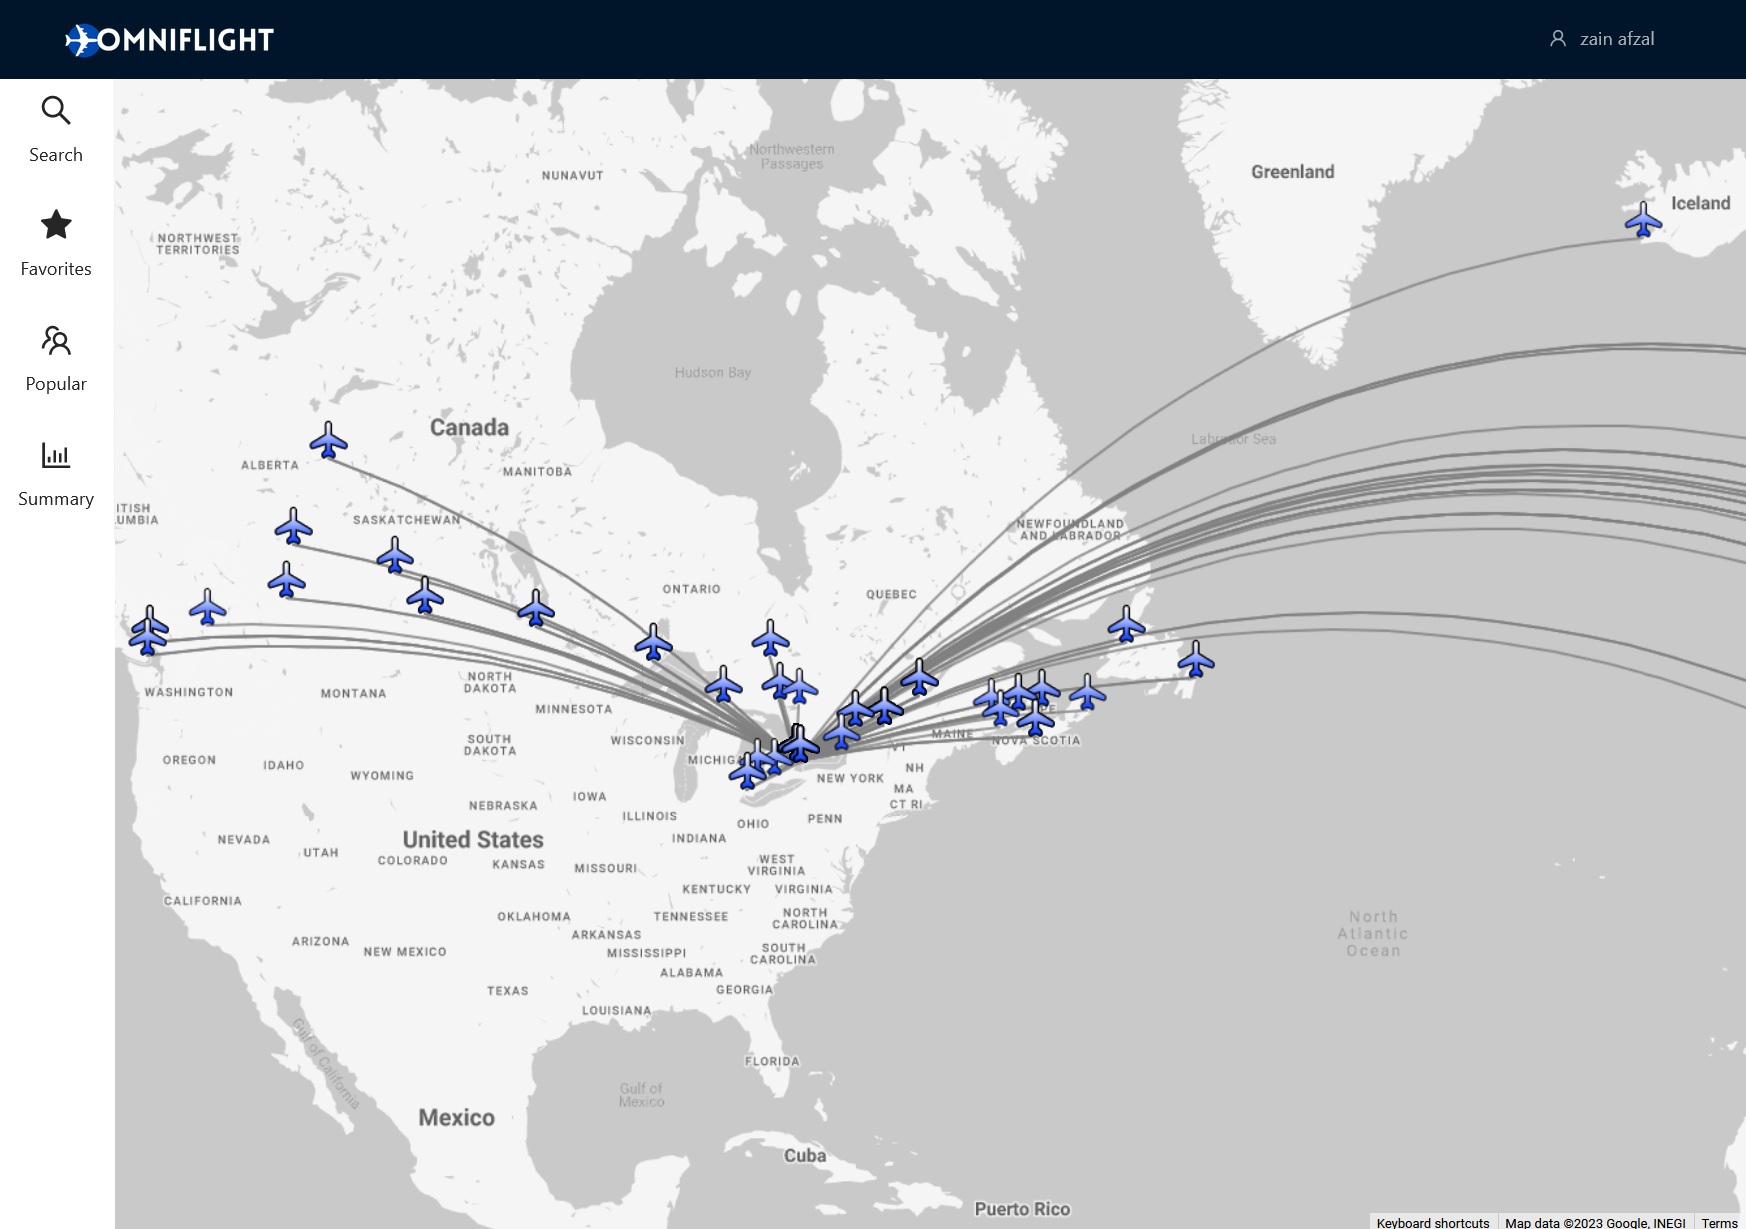 OMNIFLIGHT
zain afzal
Search
Favorites
Popular
Summary
Northwestern
Passages
NUNAVUT
Greenland
Iceland
NORTHWEST
TERRITORIES
Hudson Bay
Canada
Labrador Sea
ALBERTA
MANITOBA
ITISH
UMBIA
SASKATCHEWAN
NEWFOUNDLAND
AND LABRADOR
ONTARIO
QUEBEC
WASHINGTON
MONTANA
NORTH
DAKOTA
MINNESOTA
PE
SOUTH
DAKOTA
WISCONSIN
MICHIGA
VT
MAINE
NOVA SCOTIA
OREGON
IDAHO
WYOMING
NEW YORK
NH
MA
CT RI
NEBRASKA
IOWA
ILLINOIS
INDIANA
OHIO
PENN
NEVADA
UTAH
United States
COLORADO
KANSAS
MISSOURI
WEST
VIRGINIA
KENTUCKY
VIRGINIA
CALIFORNIA
OKLAHOMA
TENNESSEE
NORTH
CAROLINA
ARKANSAS
ARIZONA
NEW MEXICO
MISSISSIPPI
SOUTH
CAROLINA
ALABAMA
GEORGIA
TEXAS
LOUISIANA
North
Atlantic
Ocean
Gulf of California
FLORIDA
Gulf of
Mexico
Mexico
Cuba
Puerto Rico
Keyboard shortcuts
Map data ©2023 Google, INEGI
Terms